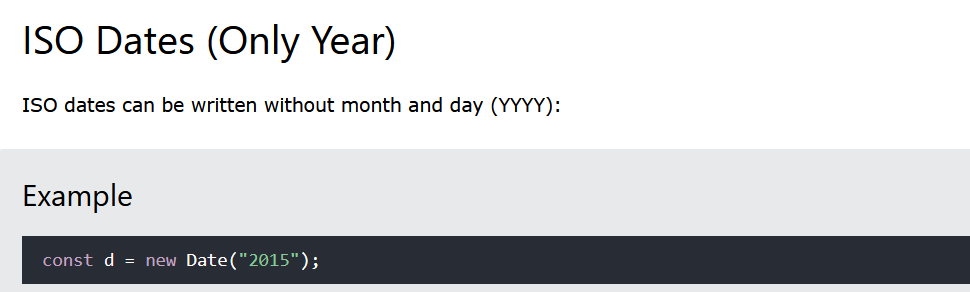 ISO Dates (Only Year)
ISO dates can be written without month and day (YYYY):
Example
const d = new Date("2015");